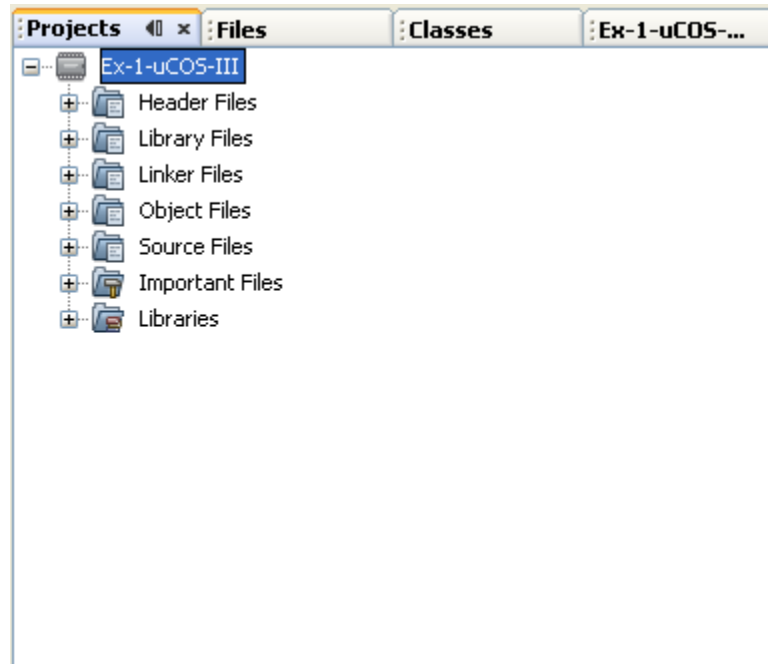 Projects Files Classes Ex-1-uCOS-...
Ex-1-uCOS-III
Header Files
Library Files
Linker Files
Object Files
Source Files
Important Files
Libraries